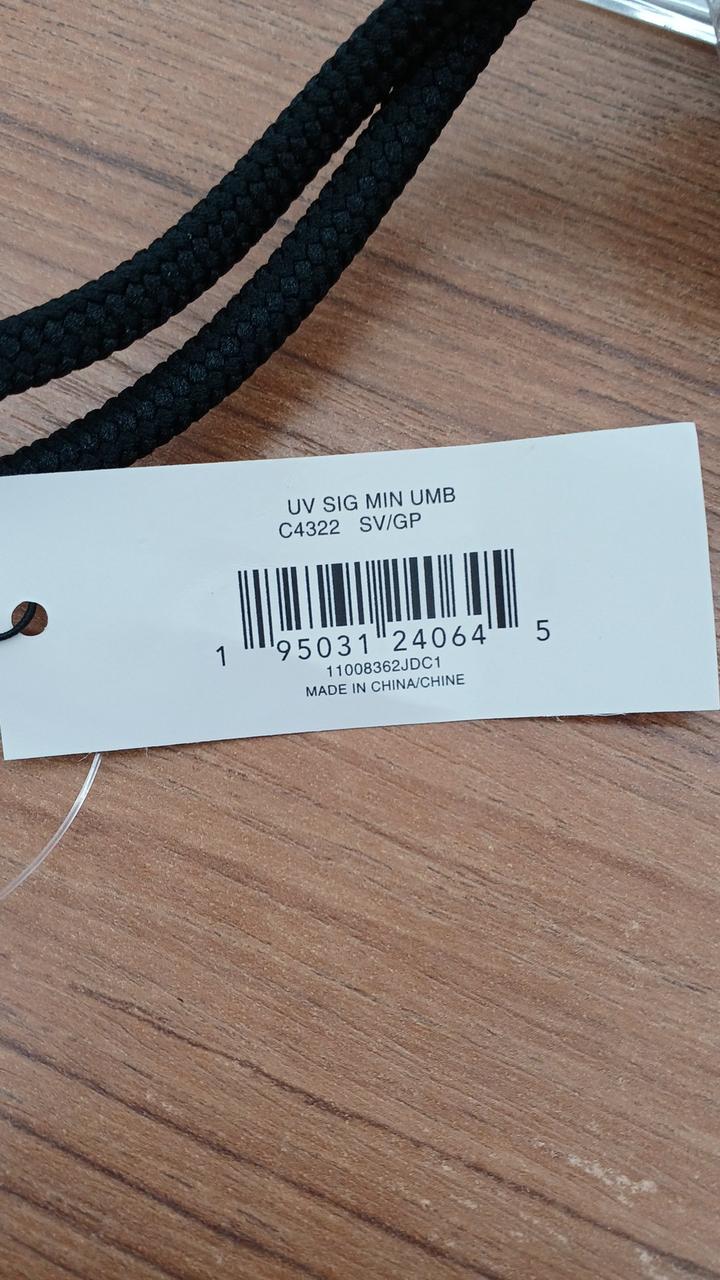 UV SIG MIN UMB
C4322 SV/GP
1 95031 24064 5
11008362JDC1
MADE IN CHINA/CHINE